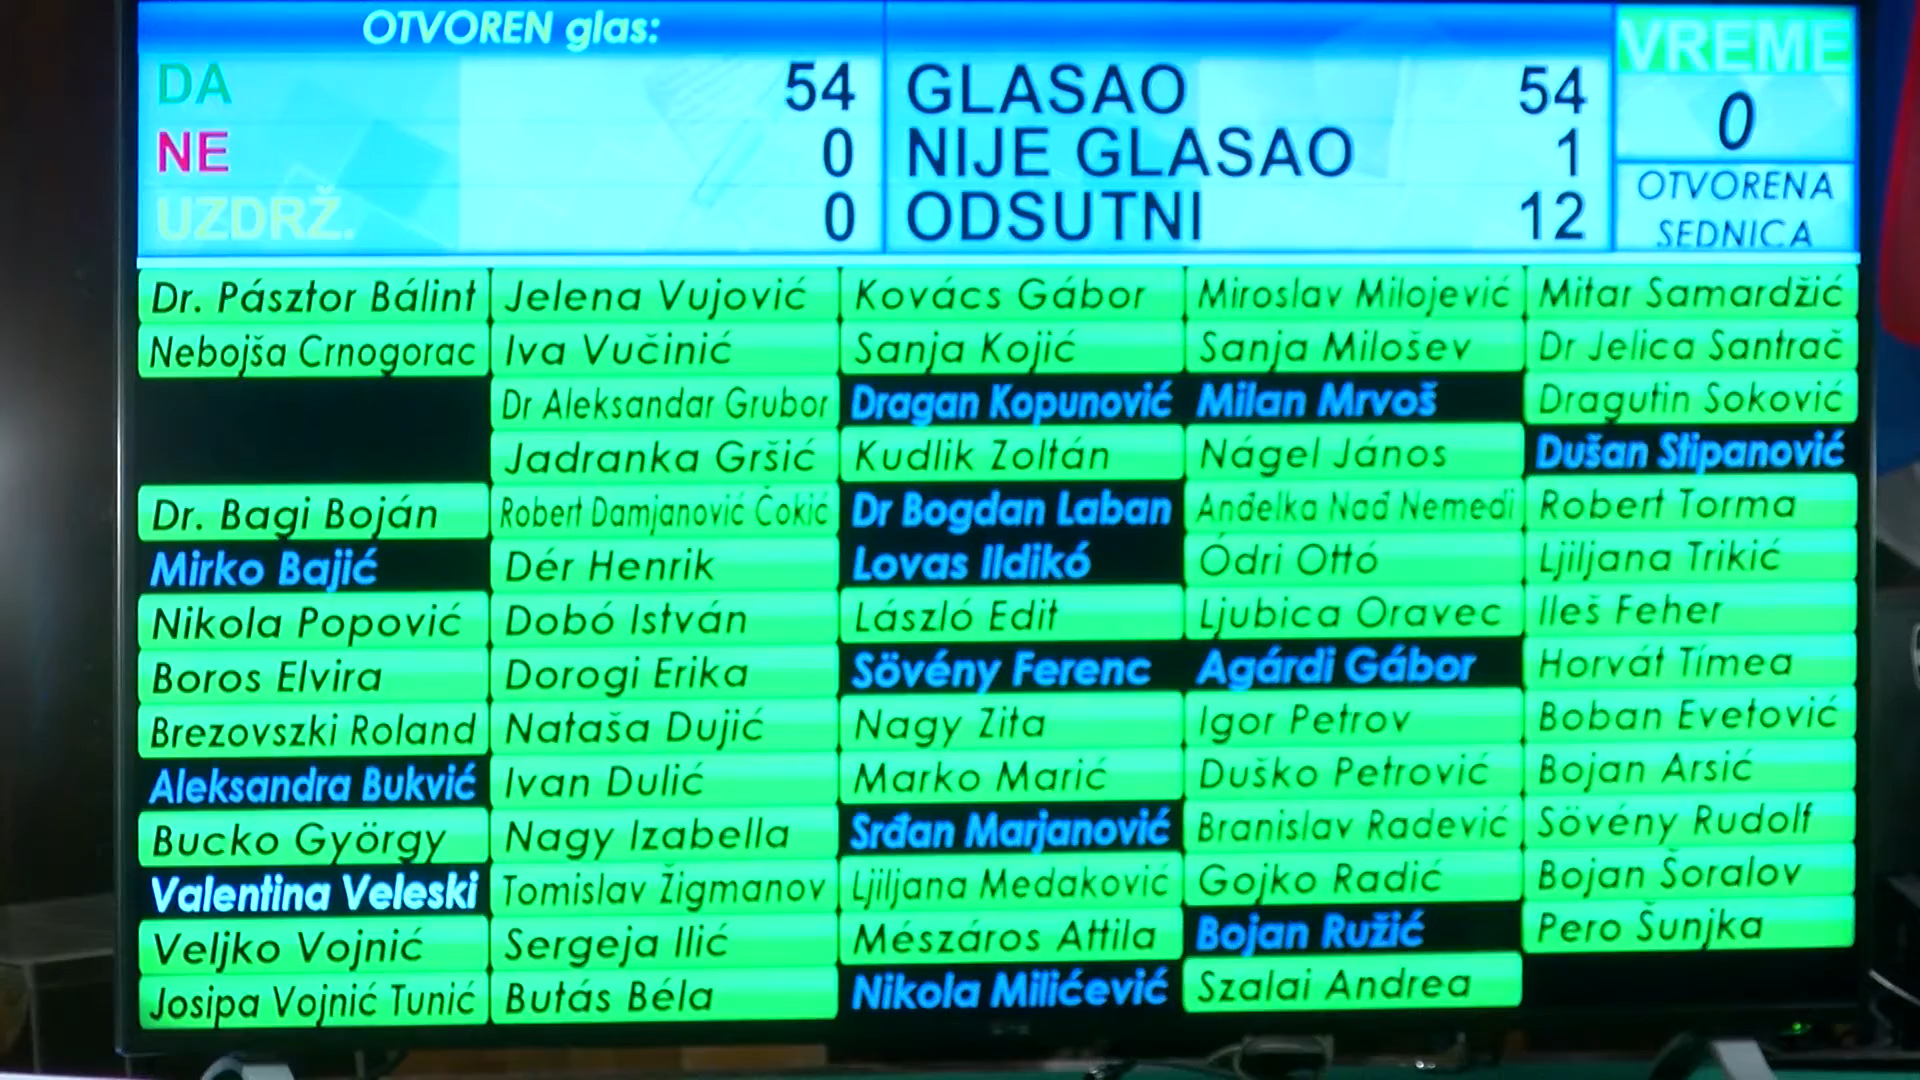 OTVOREN glas:
DA 54
NE 0
UZDRŽ. 0
GLASAO 54
NIJE GLASAO 1
ODSUTNI 12
VREME
0
OTVORENA
SEDNICA
Dr. Pásztor Bálint
Nebojša Crnogorac
Dr. Bagi Boján
Mirko Bajić
Nikola Popović
Boros Elvira
Brezovszki Roland
Aleksandra Bukvić
Bucko György
Valentina Veleski
Veljko Vojnić
Josipa Vojnić Tunić
Jelena Vujović
Iva Vučinić
Dr Aleksandar Grubor
Jadranka Gršić
Robert Damjanović Čokić
Dér Henrik
Dobó István
Dorogi Erika
Nataša Dujić
Ivan Dulić
Nagy Izabella
Tomislav Žigmanov
Sergeja Ilić
Butás Béla
Kovács Gábor
Sanja Kojić
Dragan Kopunović
Kudlik Zoltán
Dr Bogdan Laban
Lovas Ildikó
László Edit
Sövény Ferenc
Nagy Zita
Marko Marić
Srđan Marjanović
Ljiljana Medaković
Mészáros Attila
Nikola Milićević
Miroslav Milojević
Sanja Milošev
Milan Mrvoš
Nágel János
Anđelka Nađ Nemedi
Ódri Ottó
Ljubica Oravec
Agárdi Gábor
Igor Petrov
Duško Petrović
Branislav Radević
Gojko Radić
Bojan Ružić
Szalai Andrea
Mitar Samardžić
Dr Jelica Santrač
Dragutin Soković
Dušan Stipanović
Robert Torma
Ljiljana Trikić
Ileš Feher
Horvát Tímea
Boban Evetović
Bojan Arsić
Sövény Rudolf
Bojan Šoralov
Pero Šunjka